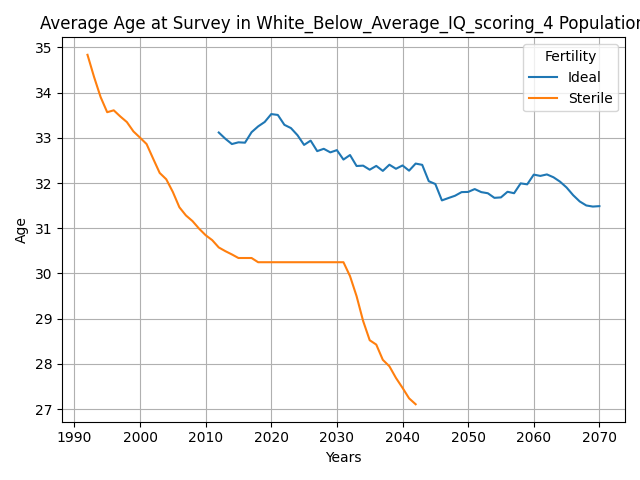 Average Age at Survey in White_Below_Average_IQ_scoring_4 Population
Fertility
Ideal
Sterile
Age
35
34
33
32
31
30
29
28
27
1990 2000 2010 2020 2030 2040 2050 2060 2070
Years